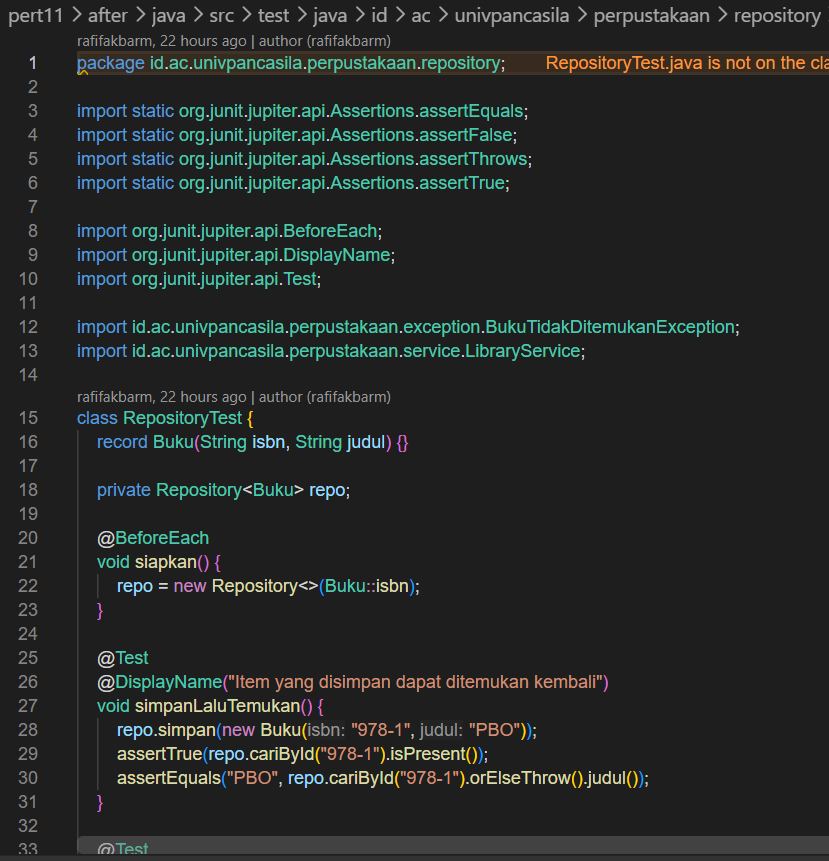 pert11 > after > java > src > test > java > id > ac > univpancasila > perpustakaan > repository
rafifakbarm, 22 hours ago | author (rafifakbarm)
1 package id.ac.univpancasila.perpustakaan.repository; RepositoryTest.java is not on the cla
2
3 import static org.junit.jupiter.api.Assertions.assertEquals;
4 import static org.junit.jupiter.api.Assertions.assertFalse;
5 import static org.junit.jupiter.api.Assertions.assertThrows;
6 import static org.junit.jupiter.api.Assertions.assertTrue;
7
8 import org.junit.jupiter.api.BeforeEach;
9 import org.junit.jupiter.api.DisplayName;
10 import org.junit.jupiter.api.Test;
11
12 import id.ac.univpancasila.perpustakaan.exception.BukuTidakDitemukanException;
13 import id.ac.univpancasila.perpustakaan.service.LibraryService;
14
rafifakbarm, 22 hours ago | author (rafifakbarm)
15 class RepositoryTest {
16 record Buku(String isbn, String judul) {}
17
18 private Repository<Buku> repo;
19
20 @BeforeEach
21 void siapkan() {
22 repo = new Repository<>(Buku::isbn);
23 }
24
25 @Test
26 @DisplayName("Item yang disimpan dapat ditemukan kembali")
27 void simpanLaluTemukan() {
28 repo.simpan(new Buku(isbn: "978-1", judul: "PBO"));
29 assertTrue(repo.cariById("978-1").isPresent());
30 assertEquals("PBO", repo.cariById("978-1").orElseThrow().judul());
31 }
32
33 @Test